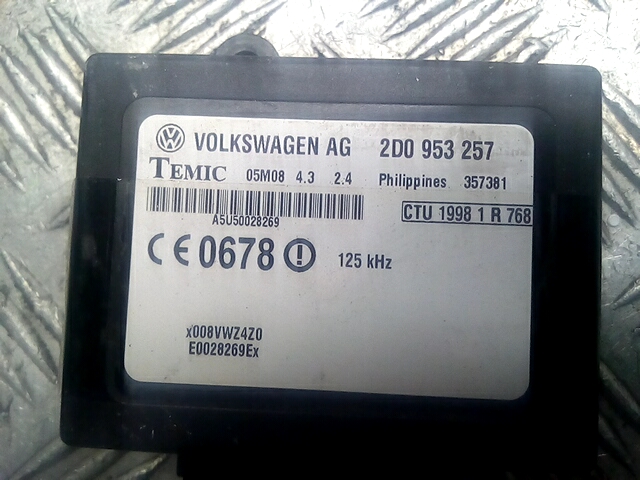 VOLKSWAGEN AG 2D0 953 257
TEMIC 05M08 4.3 2.4 Philippines 357381
A5U50028269
CTU 1998 1 R 768
CE 0678 ! 125 kHz
x008VWZ4Z0
E0028269Ex